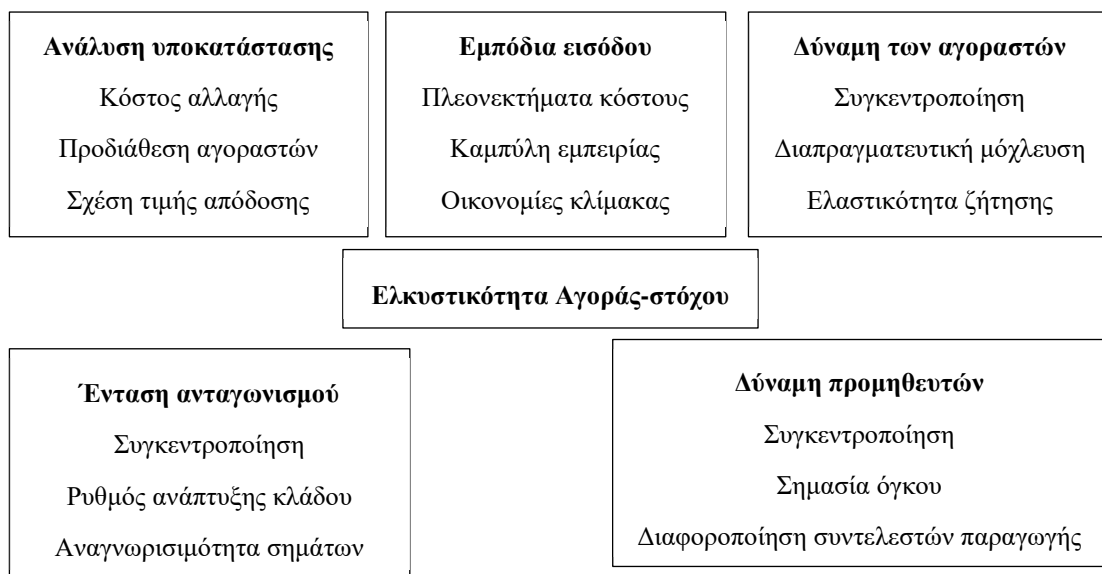 Ανάλυση υποκατάστασης
Κόστος αλλαγής
Προδιάθεση αγοραστών
Σχέση τιμής απόδοσης
Εμπόδια εισόδου
Πλεονεκτήματα κόστους
Καμπύλη εμπειρίας
Οικονομίες κλίμακας
Δύναμη των αγοραστών
Συγκεντροποίηση
Διαπραγματευτική μόχλευση
Ελαστικότητα ζήτησης
Ελκυστικότητα Αγοράς-στόχου
Ένταση ανταγωνισμού
Συγκεντροποίηση
Ρυθμός ανάπτυξης κλάδου
Αναγνωρισιμότητα σημάτων
Δύναμη προμηθευτών
Συγκεντροποίηση
Σημασία όγκου
Διαφοροποίηση συντελεστών παραγωγής